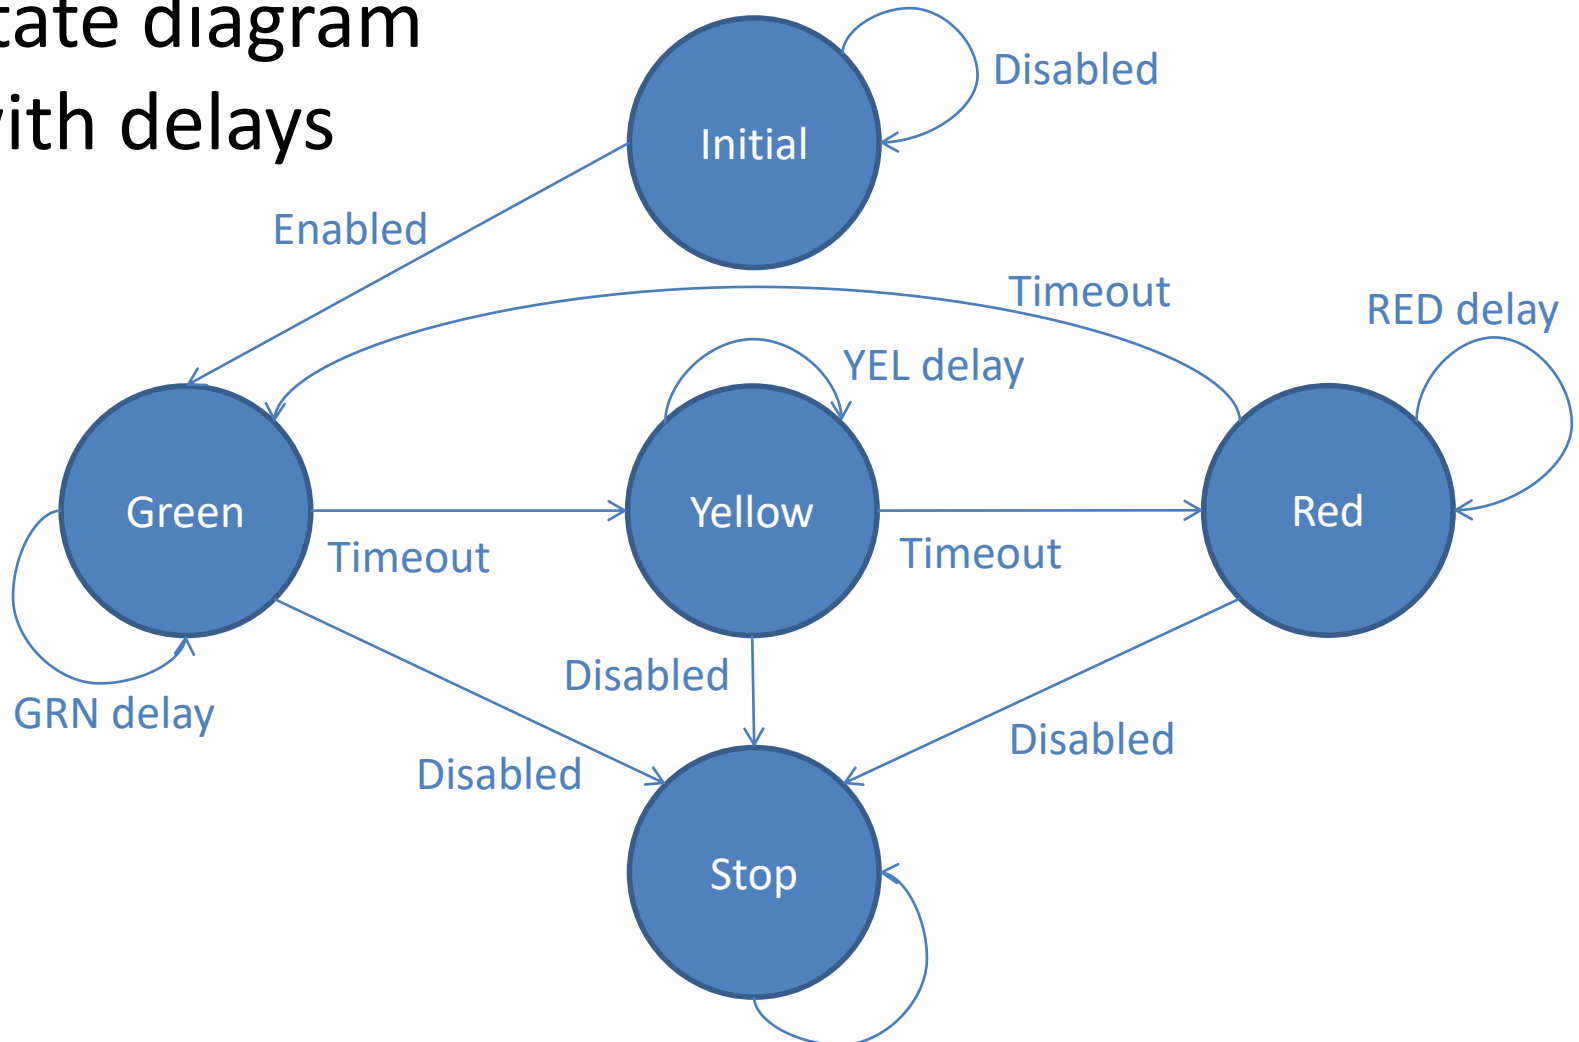 tate diagram
with delays
Initial
Disabled
Enabled
Timeout
RED delay
YEL delay
Green
Yellow
Red
Timeout
Timeout
Disabled
GRN delay
Disabled
Disabled
Stop